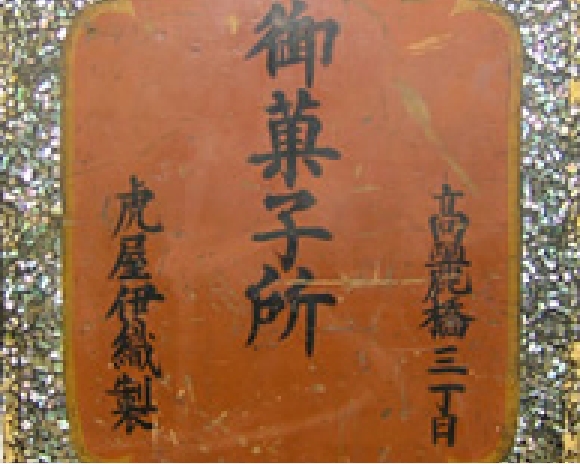 高麗橋三丁目
御菓子所
虎屋伊織製